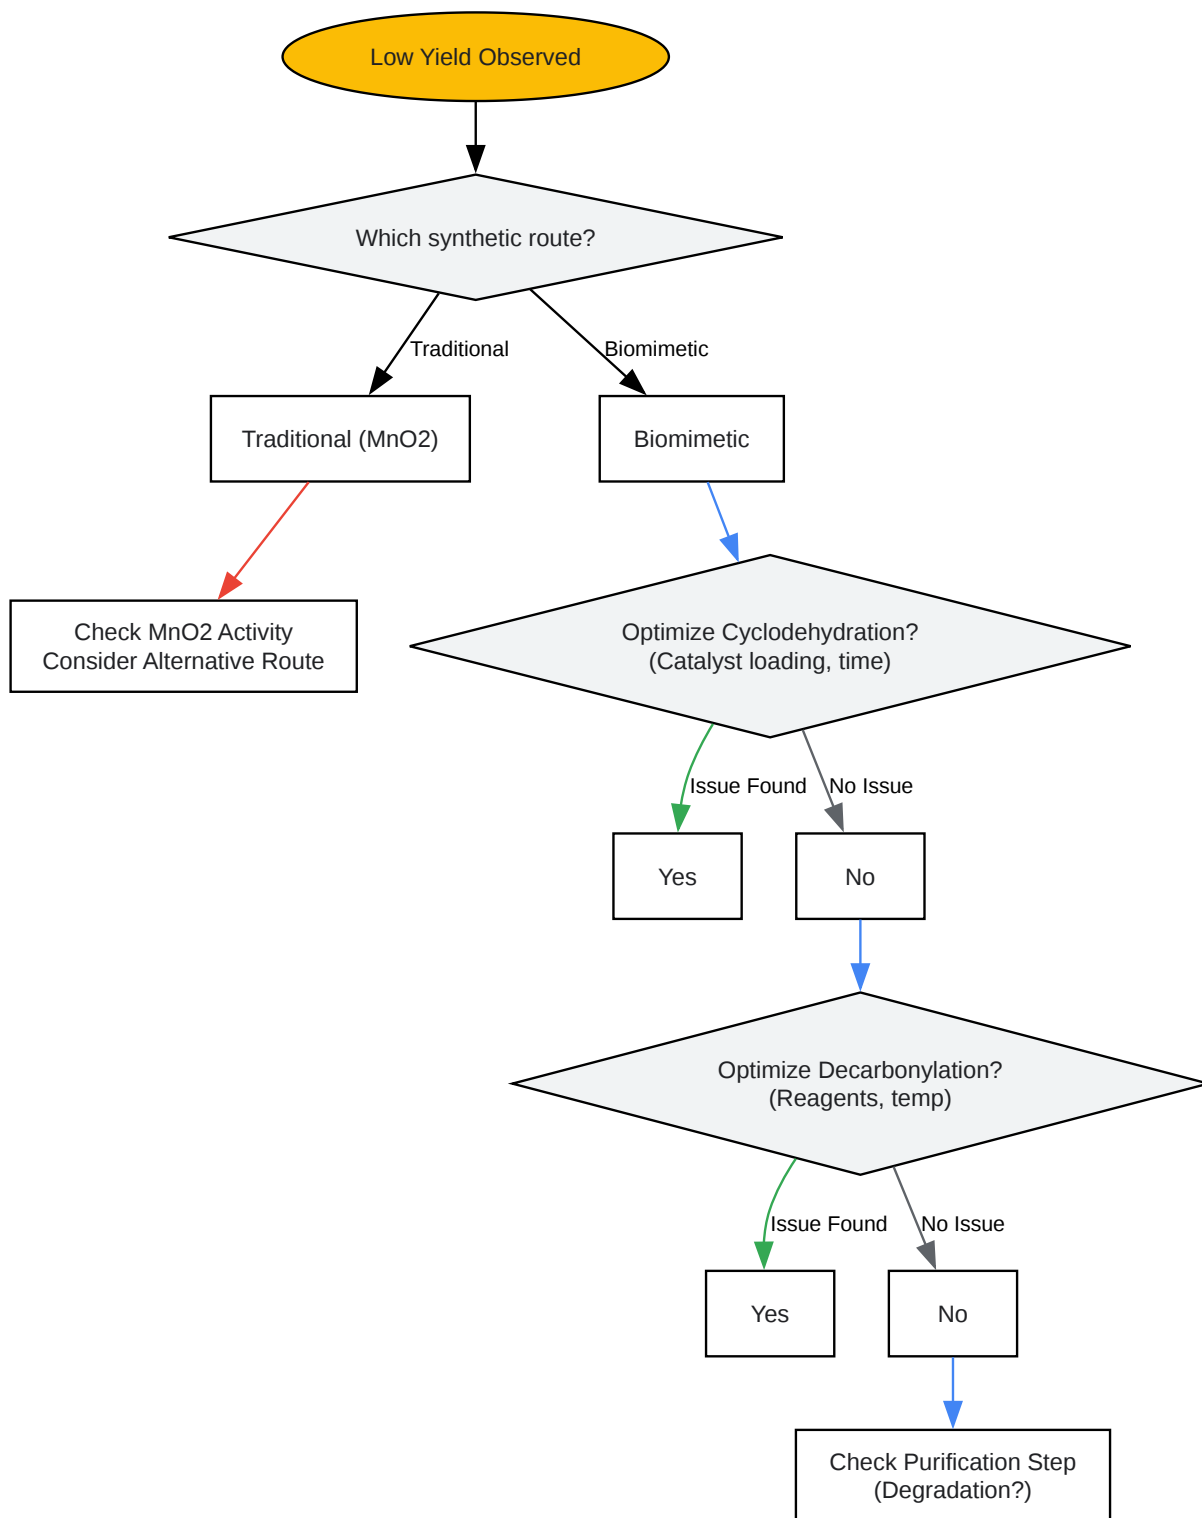 Low Yield Observed
Which synthetic route?
Traditional
Biomimetic
Traditional (MnO2)
Biomimetic
Check MnO2 Activity
Consider Alternative Route
Optimize Cyclodehydration?
(Catalyst loading, time)
Issue Found
No Issue
Yes
No
Optimize Decarbonylation?
(Reagents, temp)
Issue Found
No Issue
Yes
No
Check Purification Step
(Degradation?)